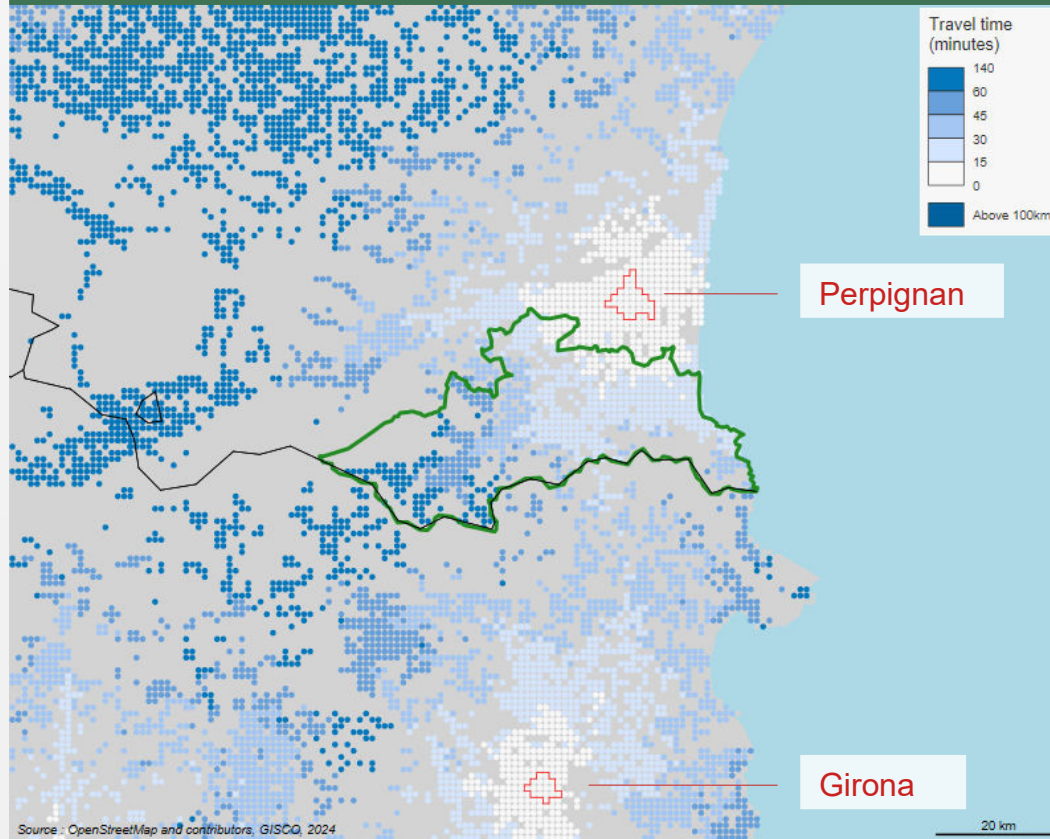 Travel time
(minutes)
140
60
45
30
15
0
Above 100km
Perpignan
Girona
Source : OpenStreetMap and contributors, GISCO, 2024
20 km